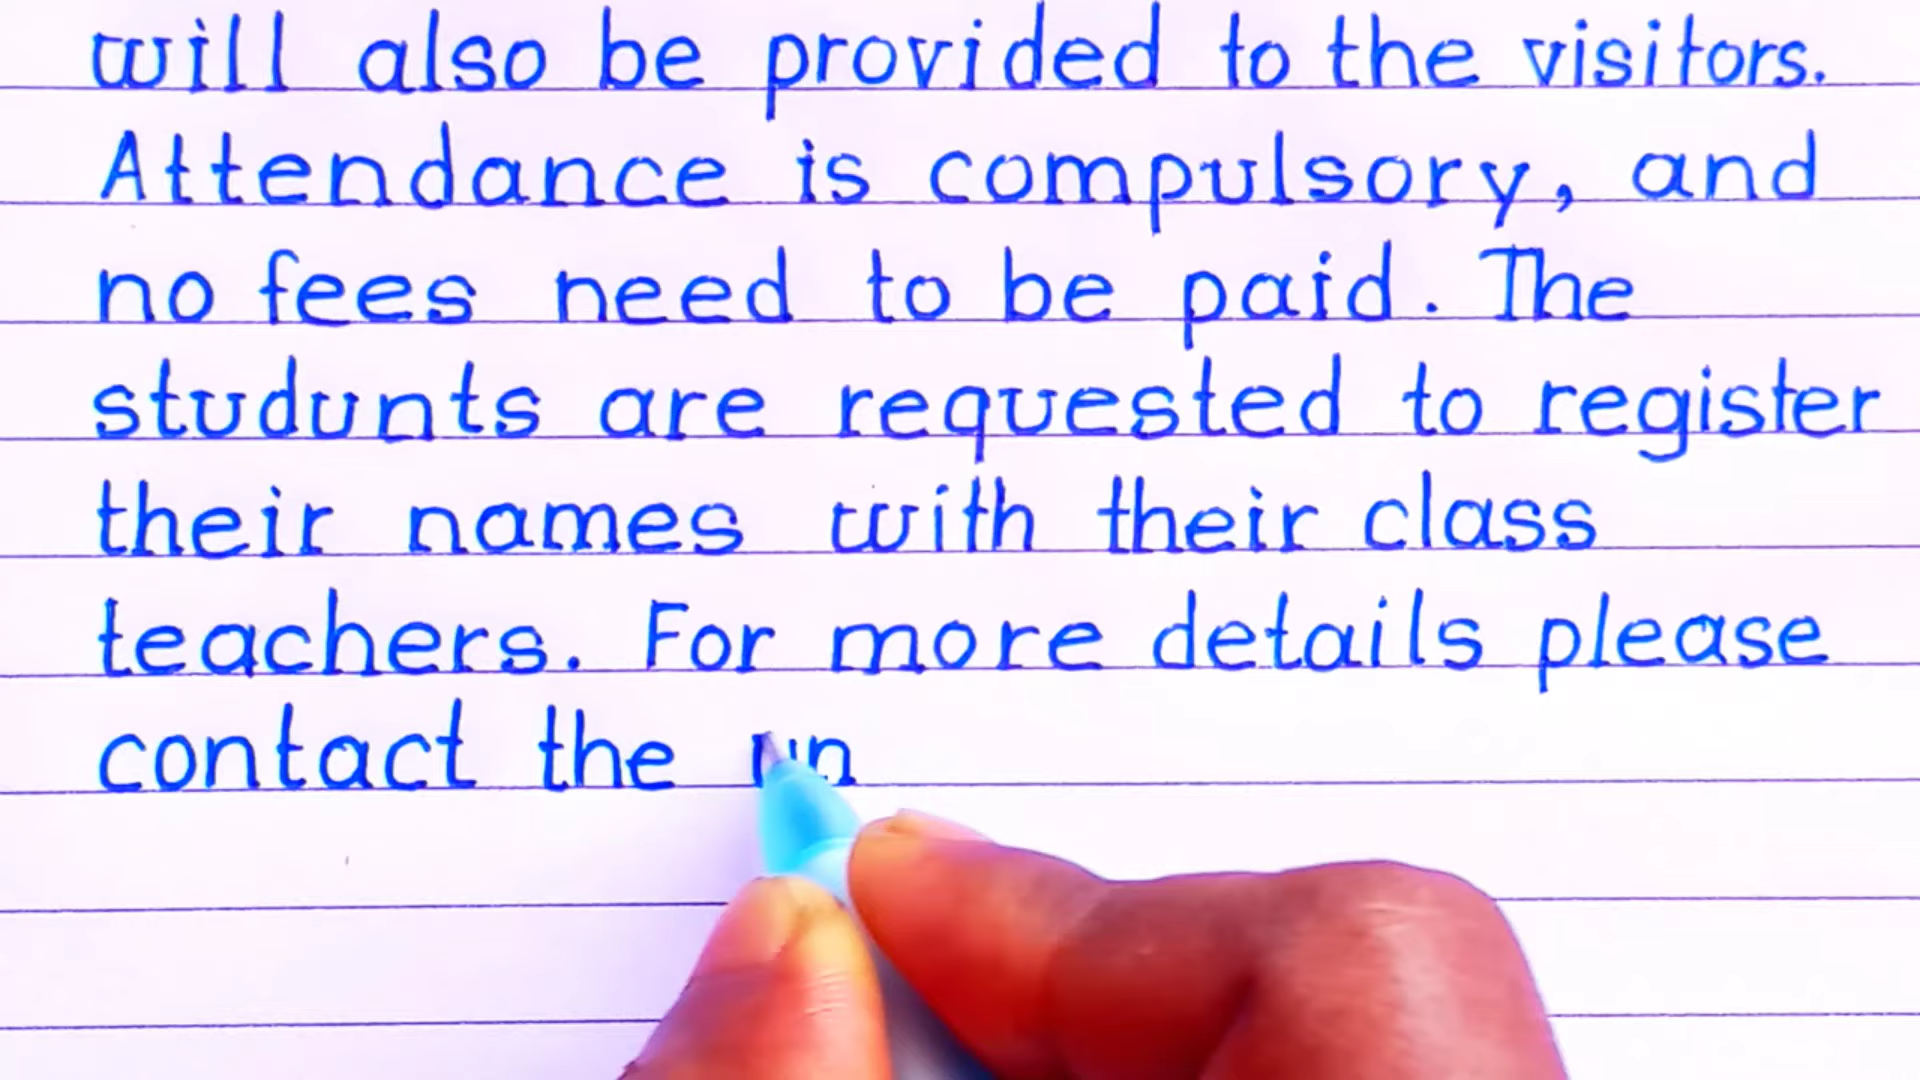 will also be provided to the visitors.
Attendance is compulsory, and
no fees need to be paid. The
studunts are requested to register
their names with their class
teachers. For more details please
contact the un